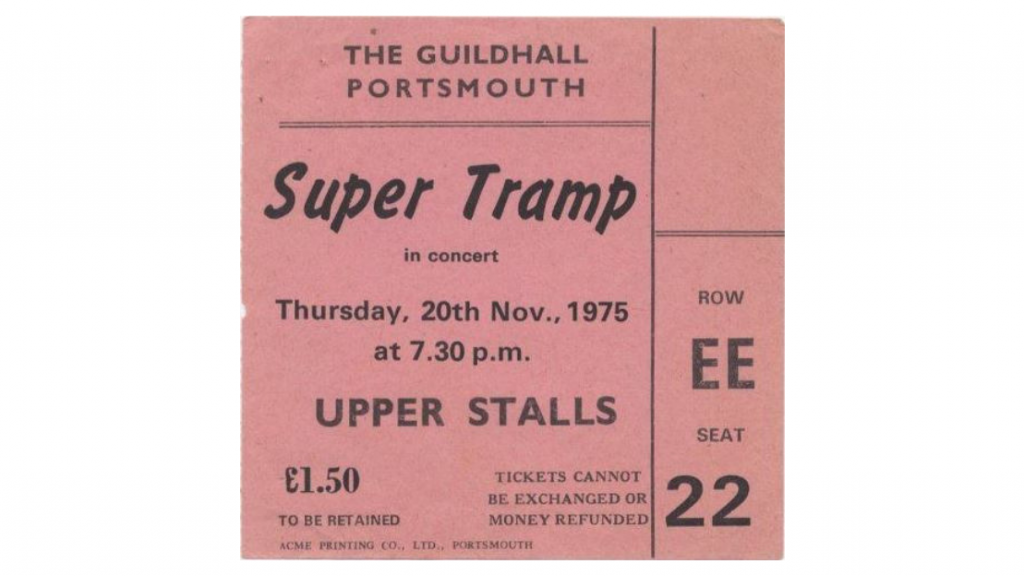 THE GUILDHALL
PORTSMOUTH
Super Tramp
in concert
Thursday, 20th Nov., 1975
at 7.30 p.m.
UPPER STALLS
£1.50
TO BE RETAINED
TICKETS CANNOT
BE EXCHANGED OR
MONEY REFUNDED
ACME PRINTING CO., LTD., PORTSMOUTH
ROW
EE
SEAT
22